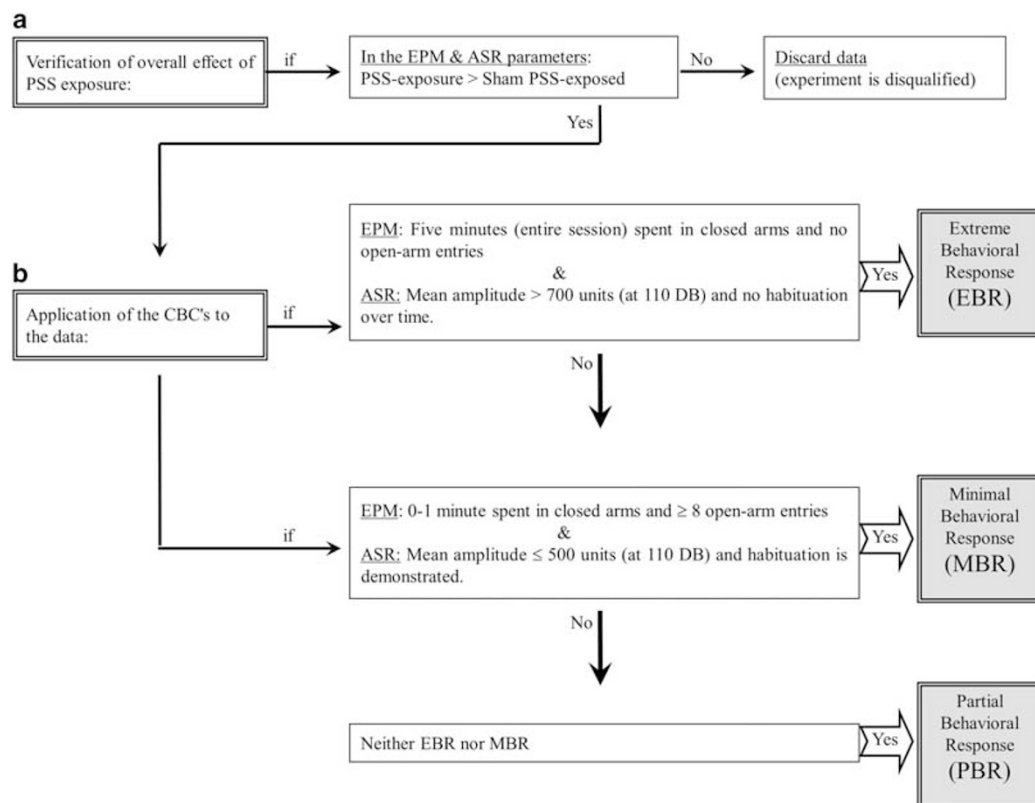 a
Verification of overall effect of
PSS exposure:
if
In the EPM & ASR parameters:
PSS-exposure > Sham PSS-exposed
No
Discard data
(experiment is disqualified)
Yes
b
Application of the CBC's to
the data:
if
EPM: Five minutes (entire session) spent in closed arms and no
open-arm entries
&
ASR: Mean amplitude > 700 units (at 110 DB) and no habituation
over time.
Yes
Extreme
Behavioral
Response
(EBR)
No
if
EPM: 0-1 minute spent in closed arms and ≥ 8 open-arm entries
&
ASR: Mean amplitude ≤ 500 units (at 110 DB) and habituation is
demonstrated.
Yes
Minimal
Behavioral
Response
(MBR)
No
Neither EBR nor MBR
Yes
Partial
Behavioral
Response
(PBR)